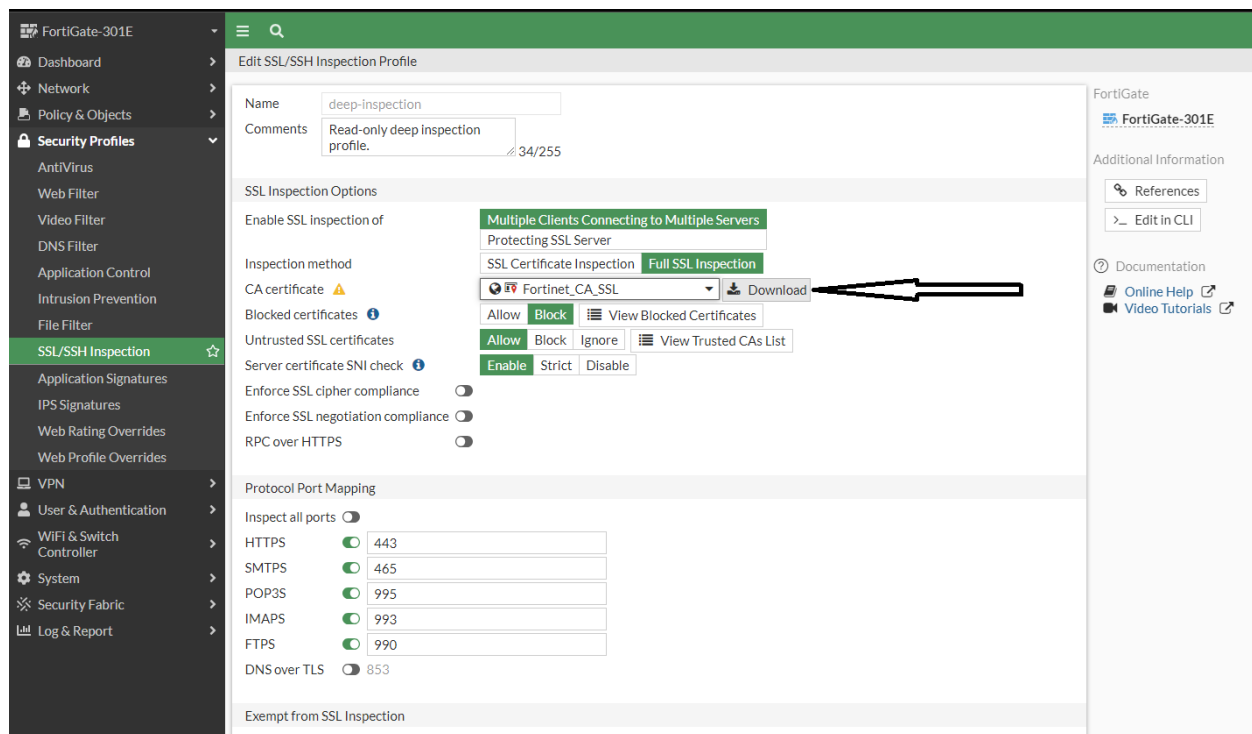 FortiGate-301E
Dashboard
Network
Policy & Objects
Security Profiles
AntiVirus
Web Filter
Video Filter
DNS Filter
Application Control
Intrusion Prevention
File Filter
SSL/SSH Inspection
Application Signatures
IPS Signatures
Web Rating Overrides
Web Profile Overrides
VPN
User & Authentication
WiFi & Switch
Controller
System
Security Fabric
Log & Report
Edit SSL/SSH Inspection Profile
Name deep-inspection
Comments Read-only deep inspection
profile.
34/255
SSL Inspection Options
Enable SSL inspection of Multiple Clients Connecting to Multiple Servers
Protecting SSL Server
Inspection method SSL Certificate Inspection Full SSL Inspection
CA certificate Fortinet_CA_SSL Download
Blocked certificates Allow Block View Blocked Certificates
Untrusted SSL certificates Allow Block Ignore View Trusted CAs List
Server certificate SNI check Enable Strict Disable
Enforce SSL cipher compliance
Enforce SSL negotiation compliance
RPC over HTTPS
Protocol Port Mapping
Inspect all ports
HTTPS 443
SMTPS 465
POP3S 995
IMAPS 993
FTPS 990
DNS over TLS 853
Exempt from SSL Inspection
FortiGate
FortiGate-301E
Additional Information
References
>_ Edit in CLI
Documentation
Online Help
Video Tutorials